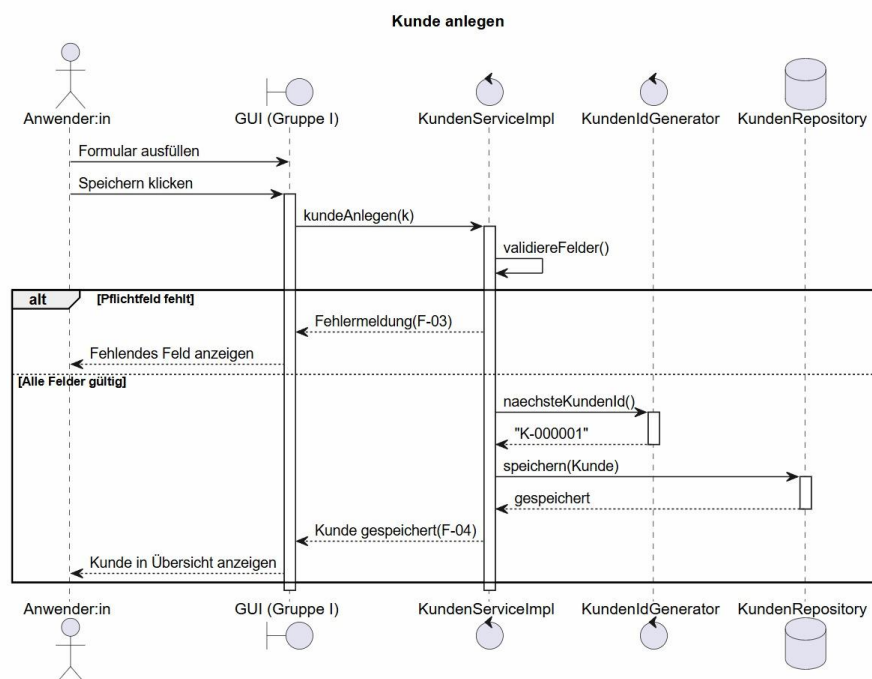 Kunde anlegen
Anwender:in GUI (Gruppe I) KundenServiceImpl KundenIdGenerator KundenRepository
Formular ausfüllen
Speichern klicken
kundeAnlegen(k)
validiereFelder()
alt [Pflichtfeld fehlt]
Fehlermeldung(F-03)
Fehlendes Feld anzeigen
[Alle Felder gültig]
naechsteKundenId()
"K-000001"
speichern(Kunde)
gespeichert
Kunde gespeichert(F-04)
Kunde in Übersicht anzeigen
Anwender:in GUI (Gruppe I) KundenServiceImpl KundenIdGenerator KundenRepository